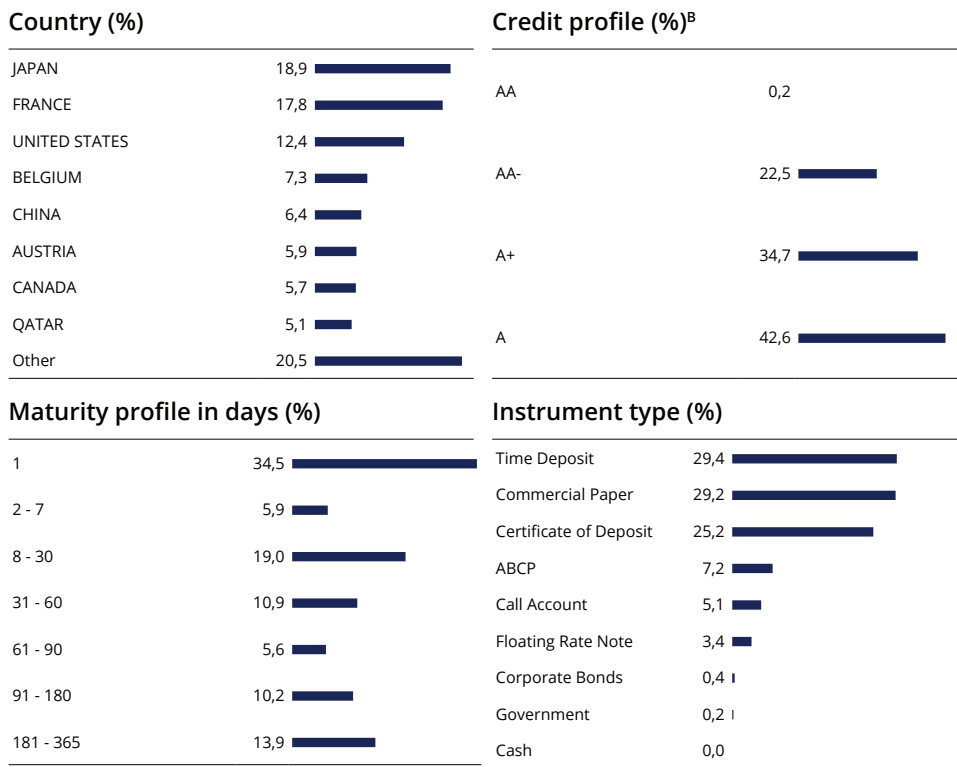 Country (%)
JAPAN 18,9
FRANCE 17,8
UNITED STATES 12,4
BELGIUM 7,3
CHINA 6,4
AUSTRIA 5,9
CANADA 5,7
QATAR 5,1
Other 20,5
Credit profile (%)ᴮ
AA 0,2
AA- 22,5
A+ 34,7
A 42,6
Maturity profile in days (%)
1 34,5
2 - 7 5,9
8 - 30 19,0
31 - 60 10,9
61 - 90 5,6
91 - 180 10,2
181 - 365 13,9
Instrument type (%)
Time Deposit 29,4
Commercial Paper 29,2
Certificate of Deposit 25,2
ABCP 7,2
Call Account 5,1
Floating Rate Note 3,4
Corporate Bonds 0,4
Government 0,2
Cash 0,0